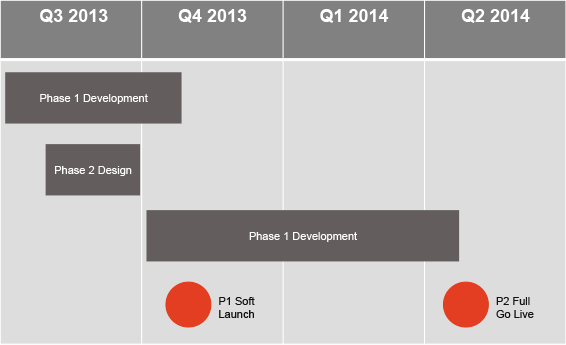 Q3 2013
Q4 2013
Q1 2014
Q2 2014
Phase 1 Development
Phase 2 Design
Phase 1 Development
P1 Soft
Launch
P2 Full
Go Live